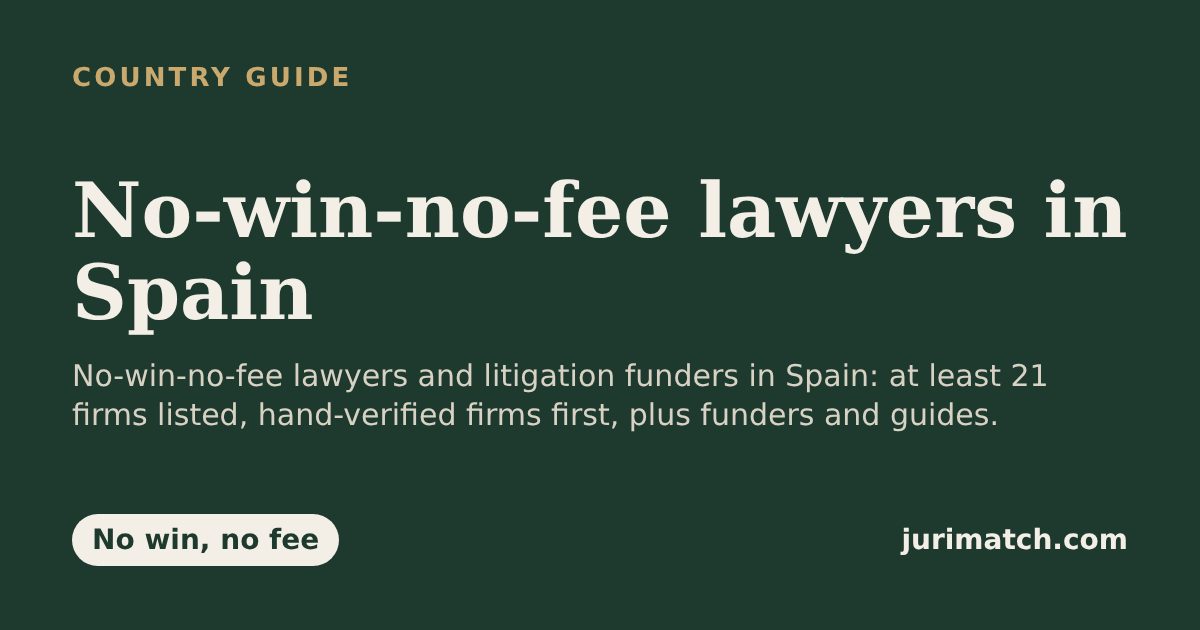 COUNTRY GUIDE
No-win-no-fee lawyers in
Spain
No-win-no-fee lawyers and litigation funders in Spain: at least 21
firms listed, hand-verified firms first, plus funders and guides.
No win, no fee
jurimatch.com